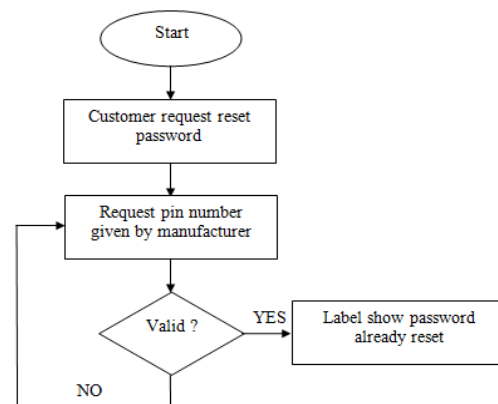 Start
Customer request reset
password
Request pin number
given by manufacturer
Valid ?
YES
Label show password
already reset
NO